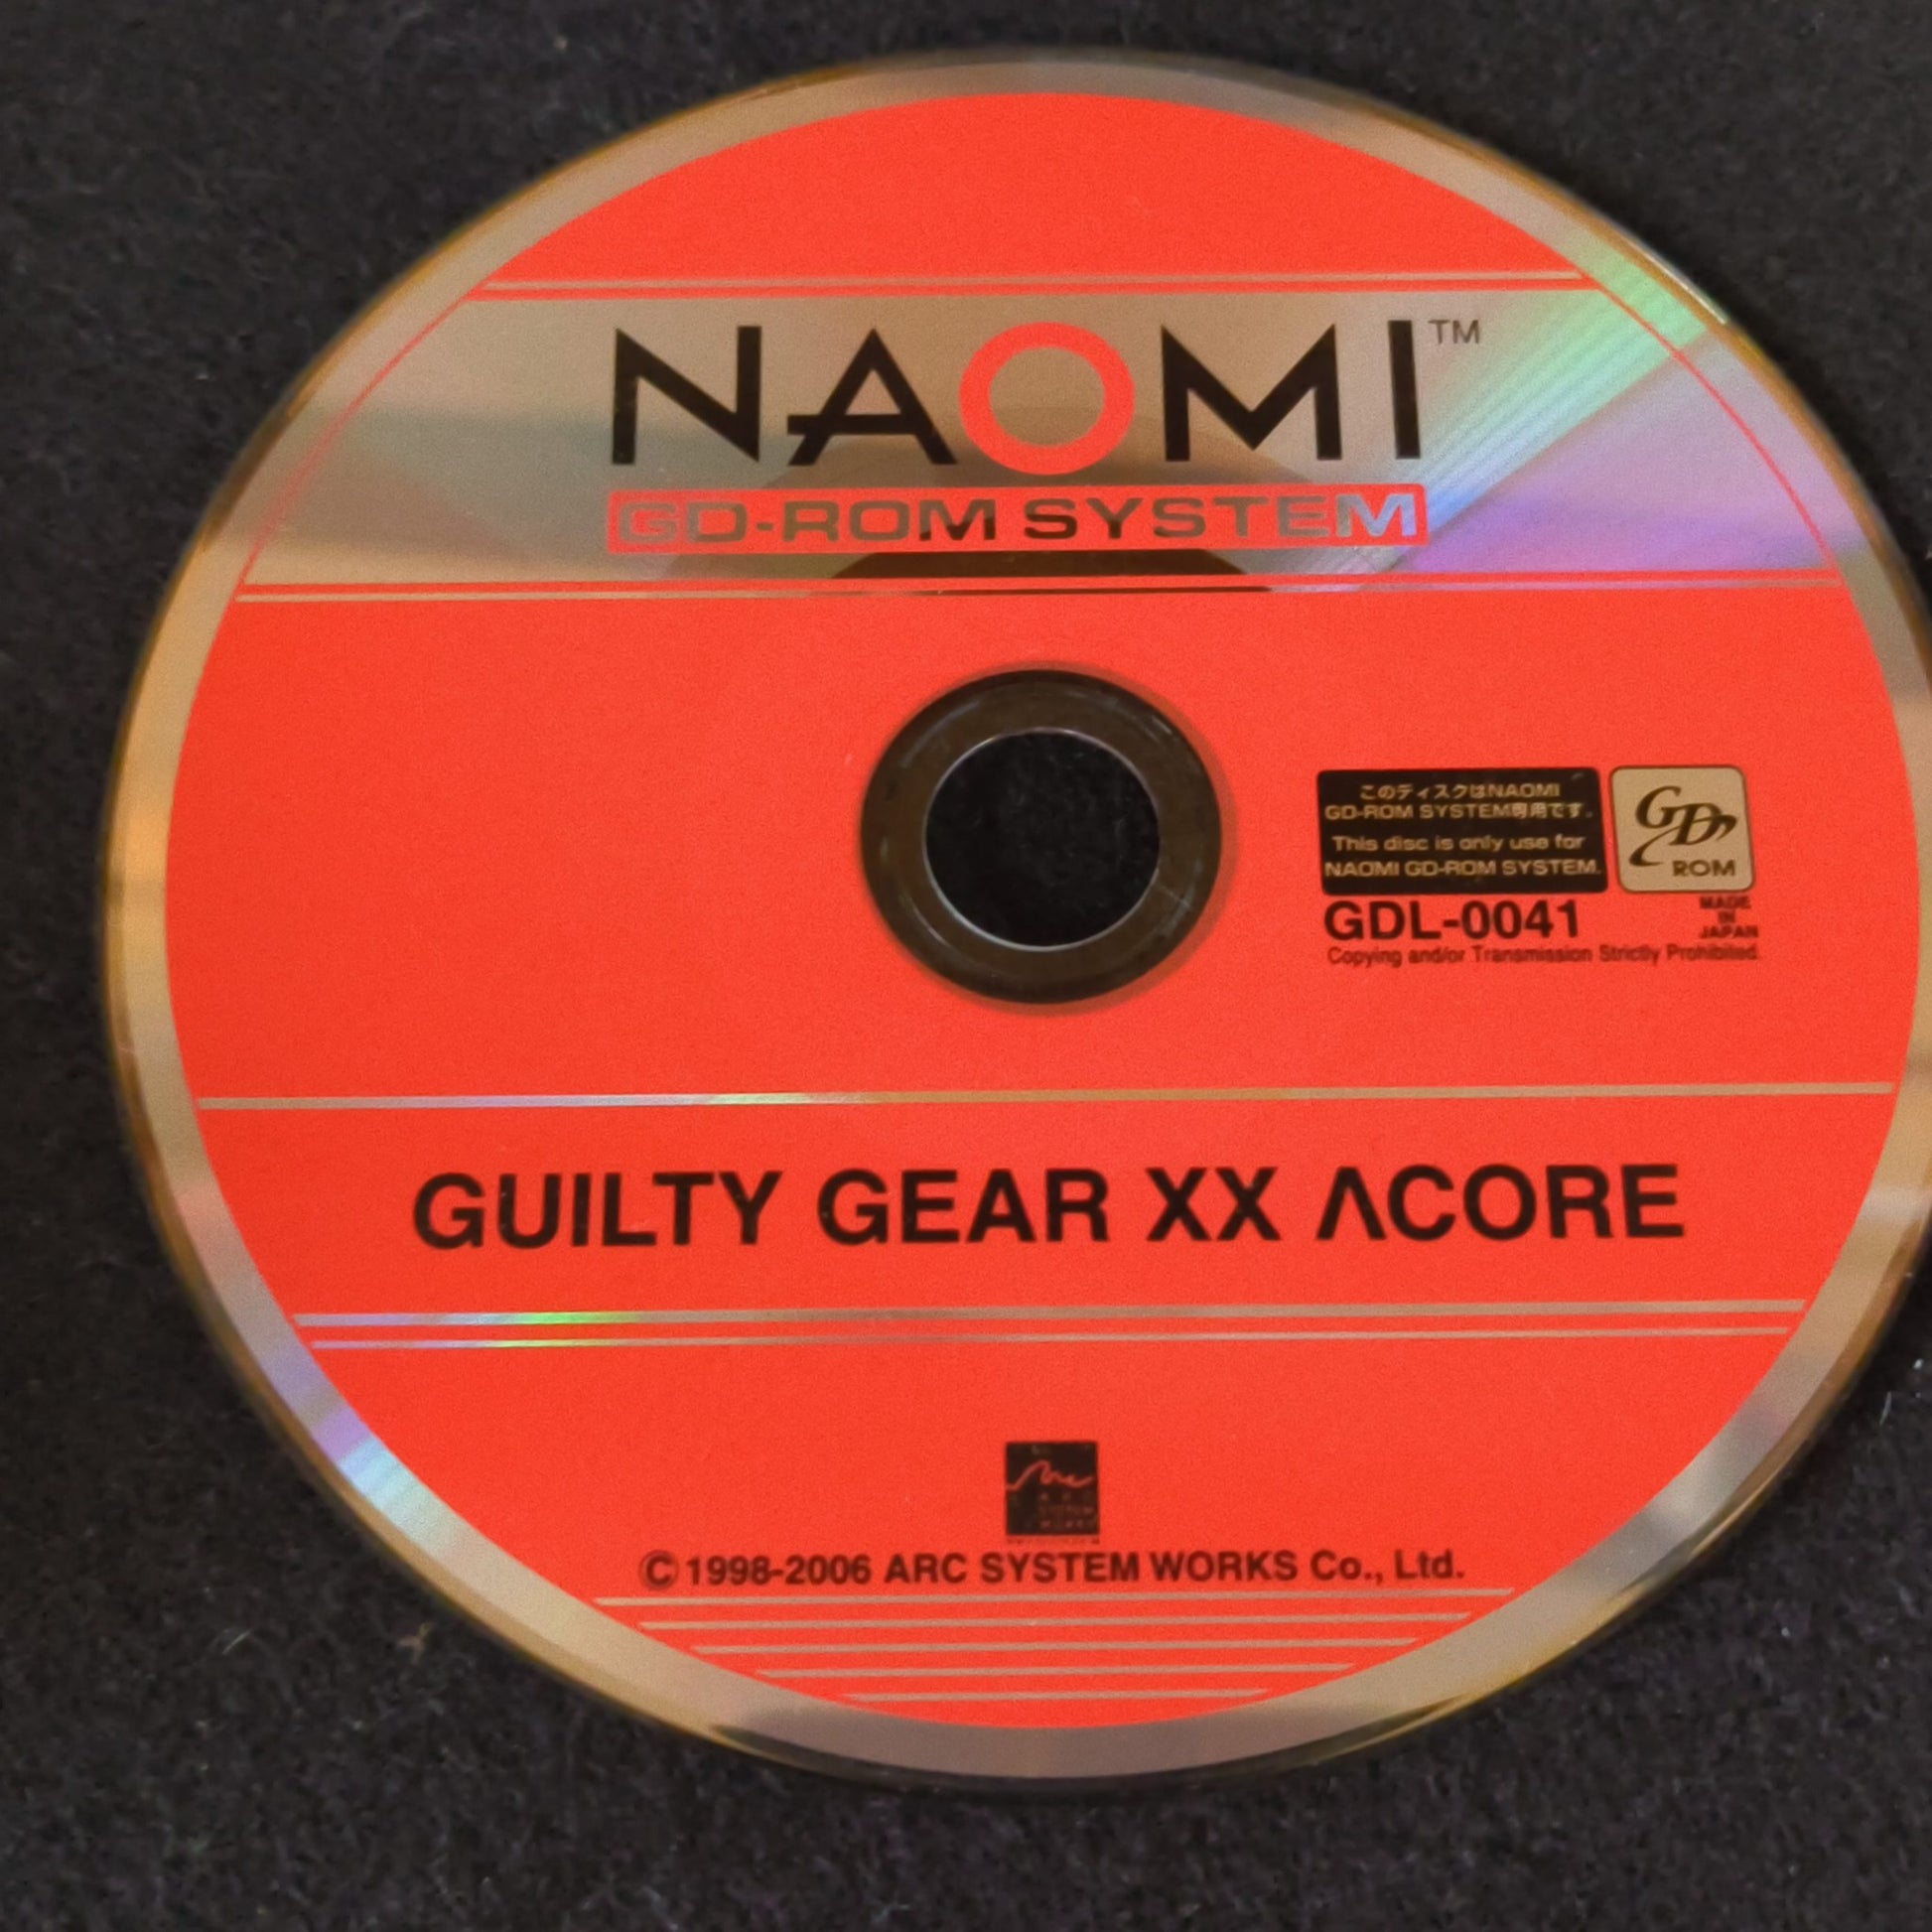 NAOMI™
GD-ROM SYSTEM
このディスクはNAOMI
GD-ROM SYSTEM専用です。
This disc is only use for
NAOMI GD-ROM SYSTEM.
GD
ROM
GDL-0041
MADE
IN
JAPAN
Copying and/or Transmission Strictly Prohibited.
GUILTY GEAR XX ΛCORE
ARC
SYSTEM
WORKS
©1998-2006 ARC SYSTEM WORKS Co., Ltd.